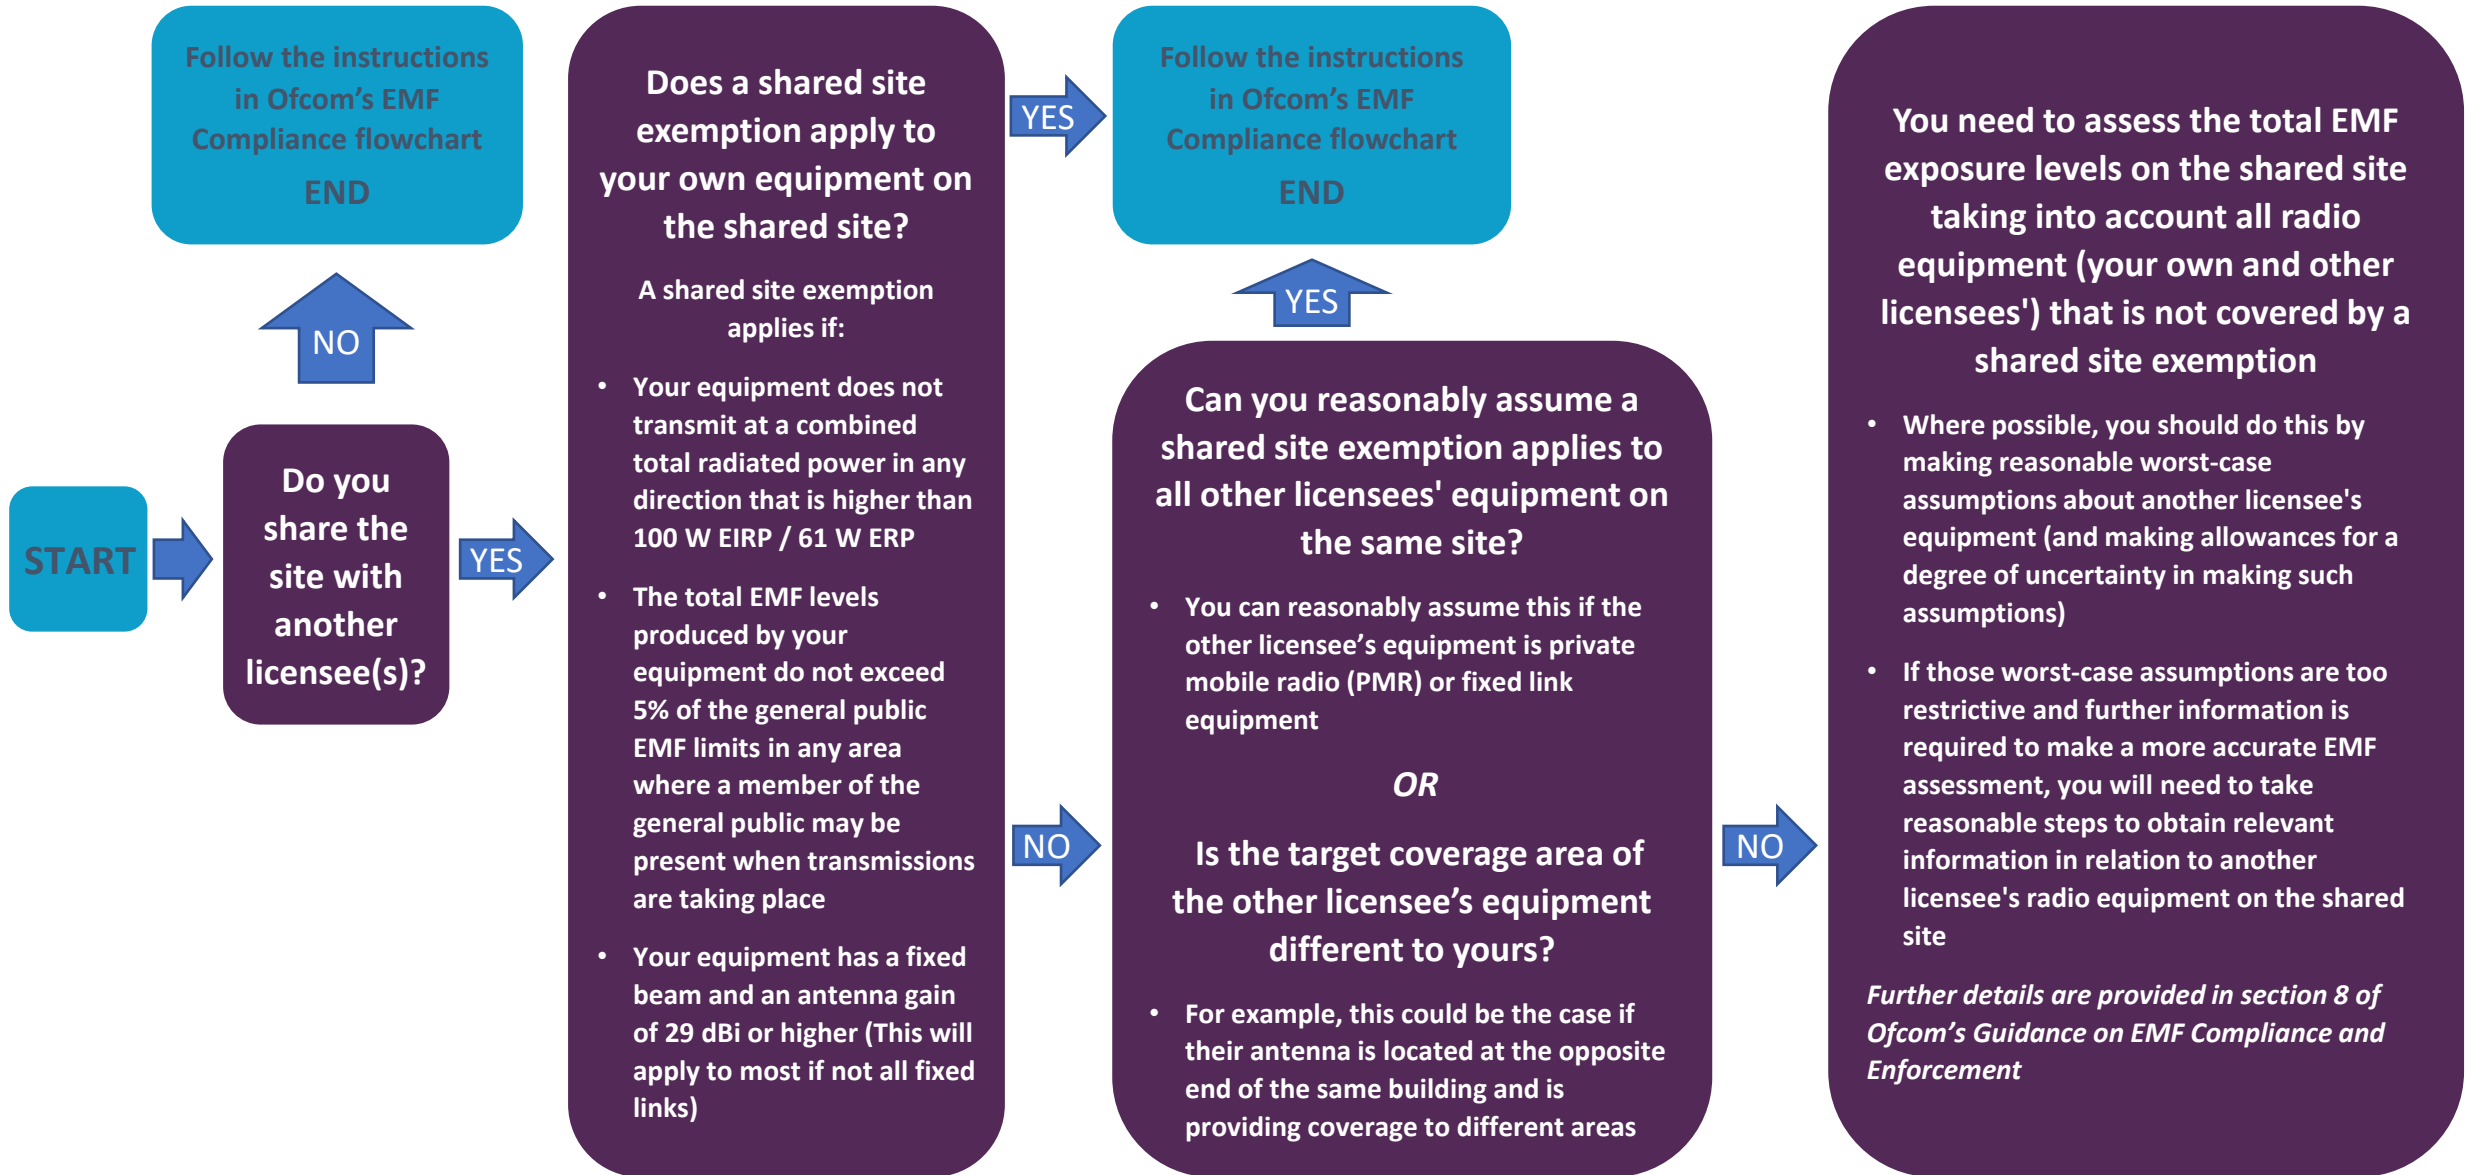 START
Do you
share the
site with
another
licensee(s)?
NO
Follow the instructions
in Ofcom’s EMF
Compliance flowchart
END
YES
Does a shared site
exemption apply to
your own equipment on
the shared site?
A shared site exemption
applies if:
• Your equipment does not
transmit at a combined
total radiated power in any
direction that is higher than
100 W EIRP / 61 W ERP
• The total EMF levels
produced by your
equipment do not exceed
5% of the general public
EMF limits in any area
where a member of the
general public may be
present when transmissions
are taking place
• Your equipment has a fixed
beam and an antenna gain
of 29 dBi or higher (This will
apply to most if not all fixed
links)
YES
Follow the instructions
in Ofcom’s EMF
Compliance flowchart
END
YES
NO
Can you reasonably assume a
shared site exemption applies to
all other licensees' equipment on
the same site?
• You can reasonably assume this if the
other licensee’s equipment is private
mobile radio (PMR) or fixed link
equipment
OR
Is the target coverage area of
the other licensee’s equipment
different to yours?
• For example, this could be the case if
their antenna is located at the opposite
end of the same building and is
providing coverage to different areas
NO
You need to assess the total EMF
exposure levels on the shared site
taking into account all radio
equipment (your own and other
licensees') that is not covered by a
shared site exemption
• Where possible, you should do this by
making reasonable worst-case
assumptions about another licensee's
equipment (and making allowances for a
degree of uncertainty in making such
assumptions)
• If those worst-case assumptions are too
restrictive and further information is
required to make a more accurate EMF
assessment, you will need to take
reasonable steps to obtain relevant
information in relation to another
licensee's radio equipment on the shared
site
Further details are provided in section 8 of
Ofcom’s Guidance on EMF Compliance and
Enforcement